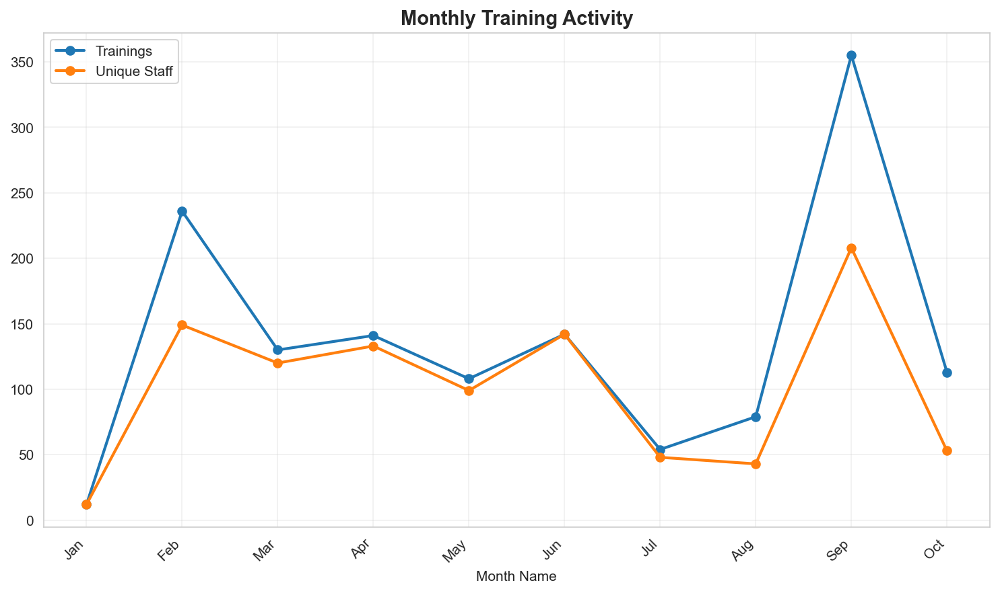 Monthly Training Activity
Trainings
Unique Staff
350
300
250
200
150
100
50
0
Jan Feb Mar Apr May Jun Jul Aug Sep Oct
Month Name